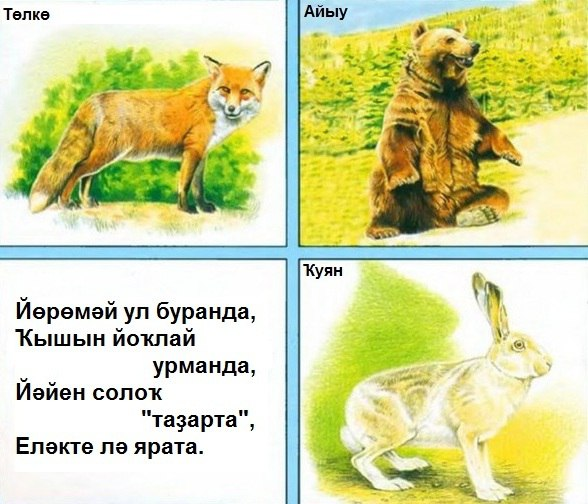 Төлкө
Айыу
Йөрөмәй ул буранда,
Ҡышын йоҡлай
урманда,
Йәйен солоҡ
"таҙарта",
Еләкте лә ярата.
Ҡуян